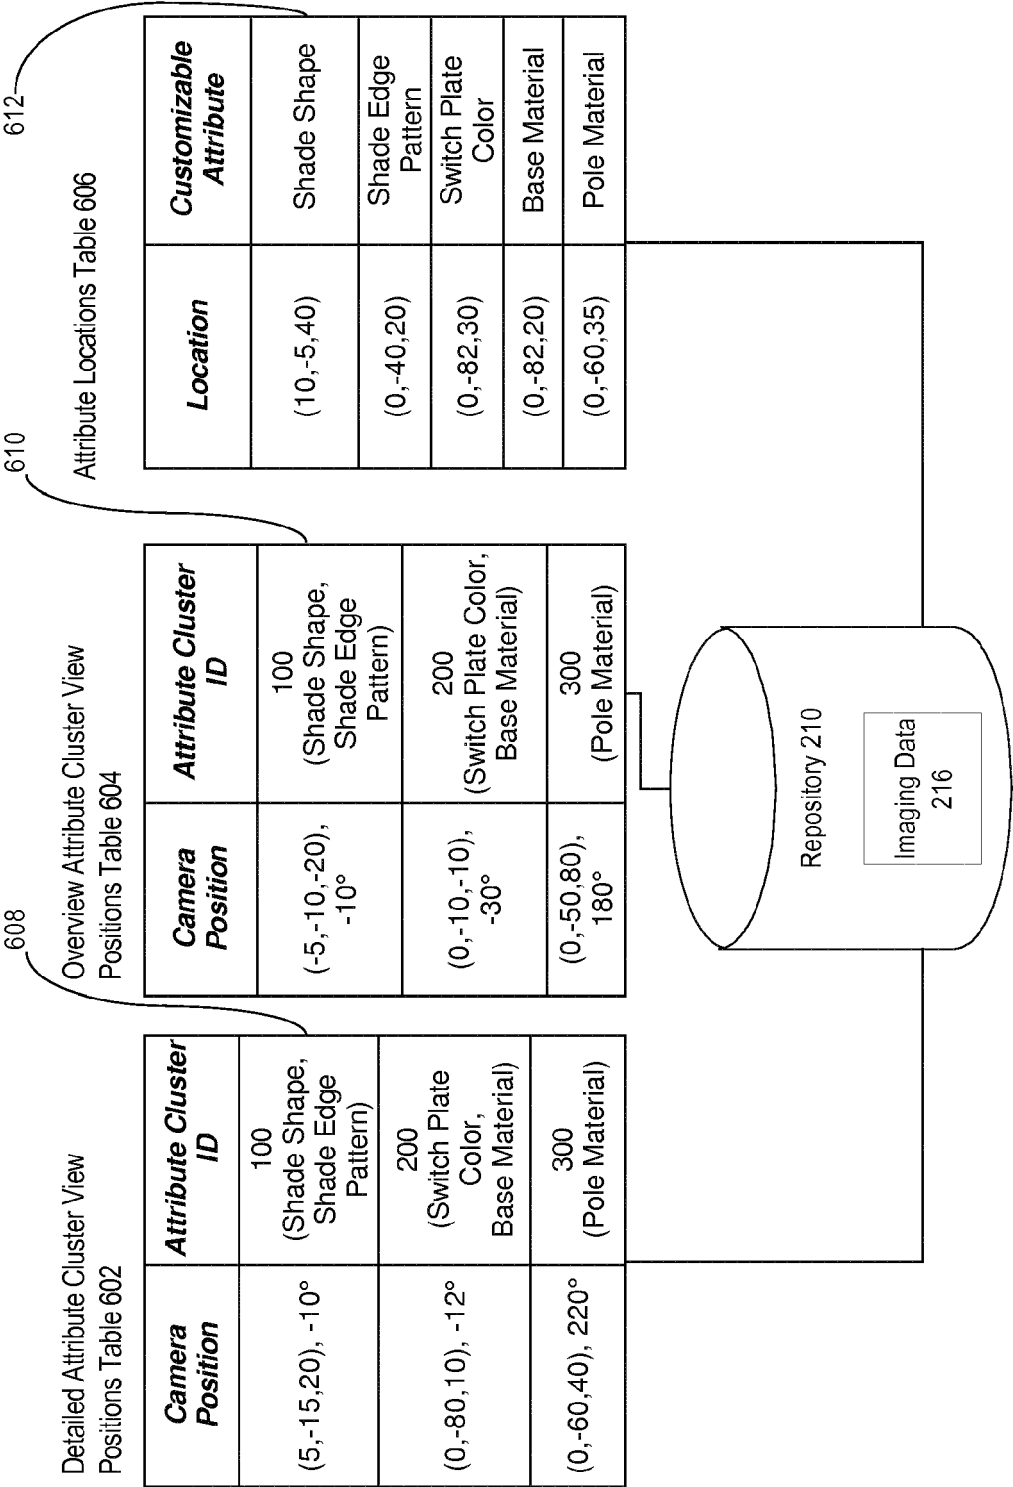 Detailed Attribute Cluster View
Positions Table 602
608
Camera
Position
Attribute Cluster
ID
(5,-15,20), -10°
100
(Shade Shape,
Shade Edge
Pattern)
(0,-80,10), -12°
200
(Switch Plate
Color,
Base Material)
(0,-60,40), 220°
300
(Pole Material)
Overview Attribute Cluster View
Positions Table 604
610
Camera
Position
Attribute Cluster
ID
(-5,-10,-20),
-10°
100
(Shade Shape,
Shade Edge
Pattern)
(0,-10,-10),
-30°
200
(Switch Plate Color,
Base Material)
(0,-50,80),
180°
300
(Pole Material)
Attribute Locations Table 606
612
Location
Customizable
Attribute
(10,-5,40)
Shade Shape
(0,-40,20)
Shade Edge
Pattern
(0,-82,30)
Switch Plate
Color
(0,-82,20)
Base Material
(0,-60,35)
Pole Material
Repository 210
Imaging Data
216